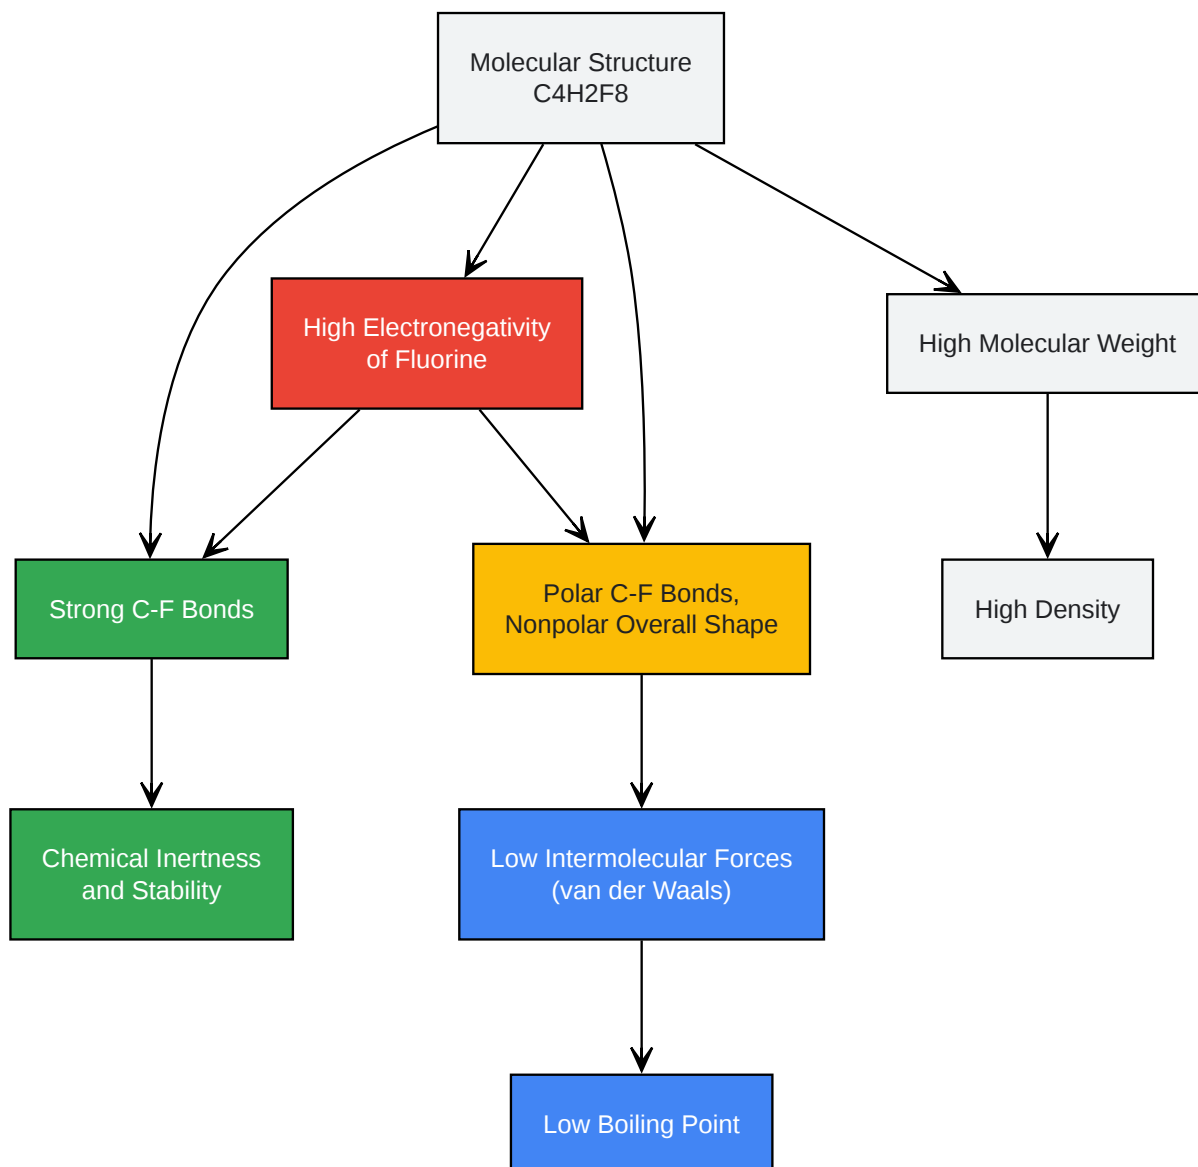 Molecular Structure
C4H2F8
High Electronegativity
of Fluorine
High Molecular Weight
Strong C-F Bonds
Polar C-F Bonds,
Nonpolar Overall Shape
High Density
Chemical Inertness
and Stability
Low Intermolecular Forces
(van der Waals)
Low Boiling Point